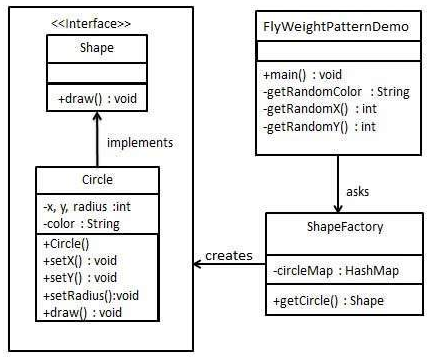 <<Interface>>
Shape
+draw() : void
implements
Circle
-x, y, radius :int
-color : String
+Circle()
+setX() : void
+setY() : void
+setRadius():void
+draw() : void
FlyWeightPatternDemo
+main() : void
-getRandomColor : String
-getRandomX() : int
-getRandomY() : int
asks
ShapeFactory
-circleMap : HashMap
+getCircle() : Shape
creates